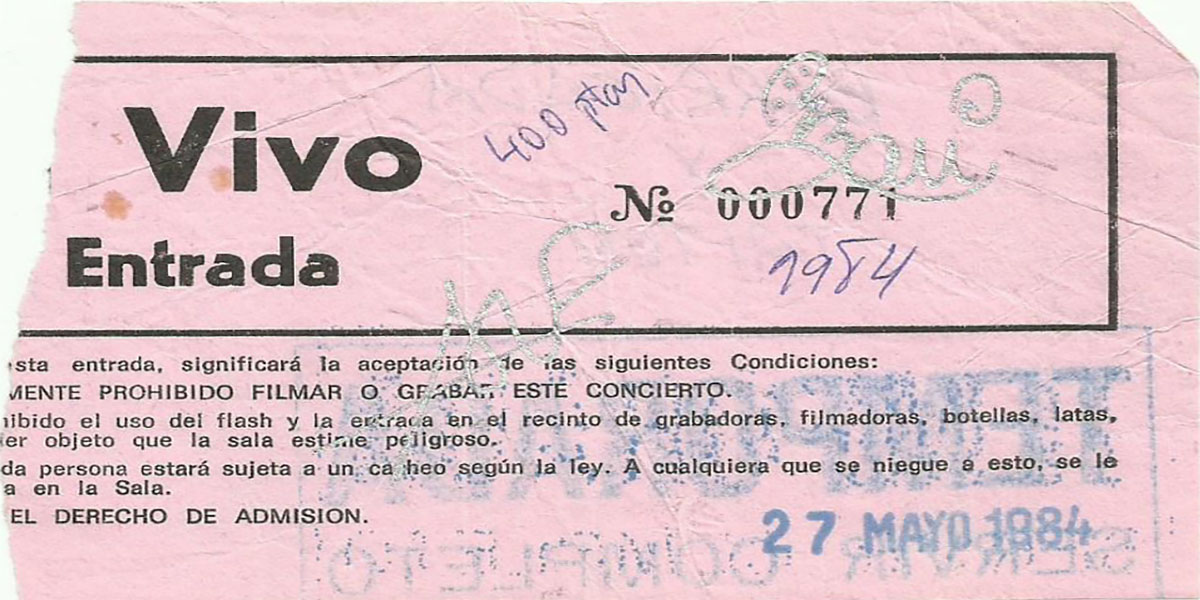 Vivo
400 ptas
Nº 000771
Entrada
1984
sta entrada, significará la aceptación de las siguientes Condiciones:
MENTE PROHIBIDO FILMAR O GRABAR ESTE CONCIERTO.
ibido el uso del flash y la entrada en el recinto de grabadoras, filmadoras, botellas, latas,
er objeto que la sala estime peligroso.
da persona estará sujeta a un cacheo según la ley. A cualquiera que se niegue a esto, se le
a en la Sala.
EL DERECHO DE ADMISION.
27 MAYO 1984